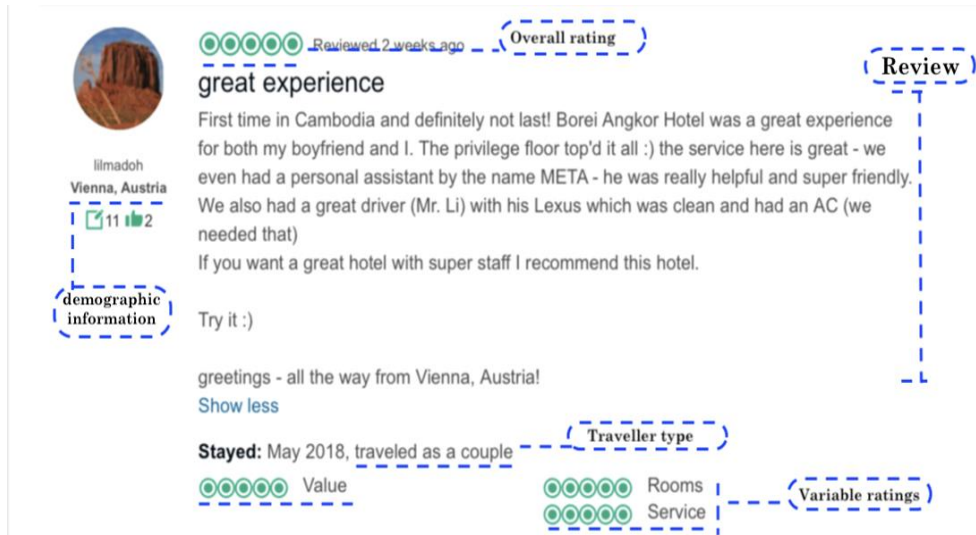 Reviewed 2 weeks ago
Overall rating
Review
great experience
First time in Cambodia and definitely not last! Borei Angkor Hotel was a great experience
for both my boyfriend and I. The privilege floor top'd it all :) the service here is great - we
even had a personal assistant by the name META - he was really helpful and super friendly.
We also had a great driver (Mr. Li) with his Lexus which was clean and had an AC (we
needed that)
If you want a great hotel with super staff I recommend this hotel.
Try it :)
greetings - all the way from Vienna, Austria!
Show less
lilmadoh
Vienna, Austria
11 2
demographic
information
Stayed: May 2018, traveled as a couple
Traveller type
Value
Rooms
Service
Variable ratings